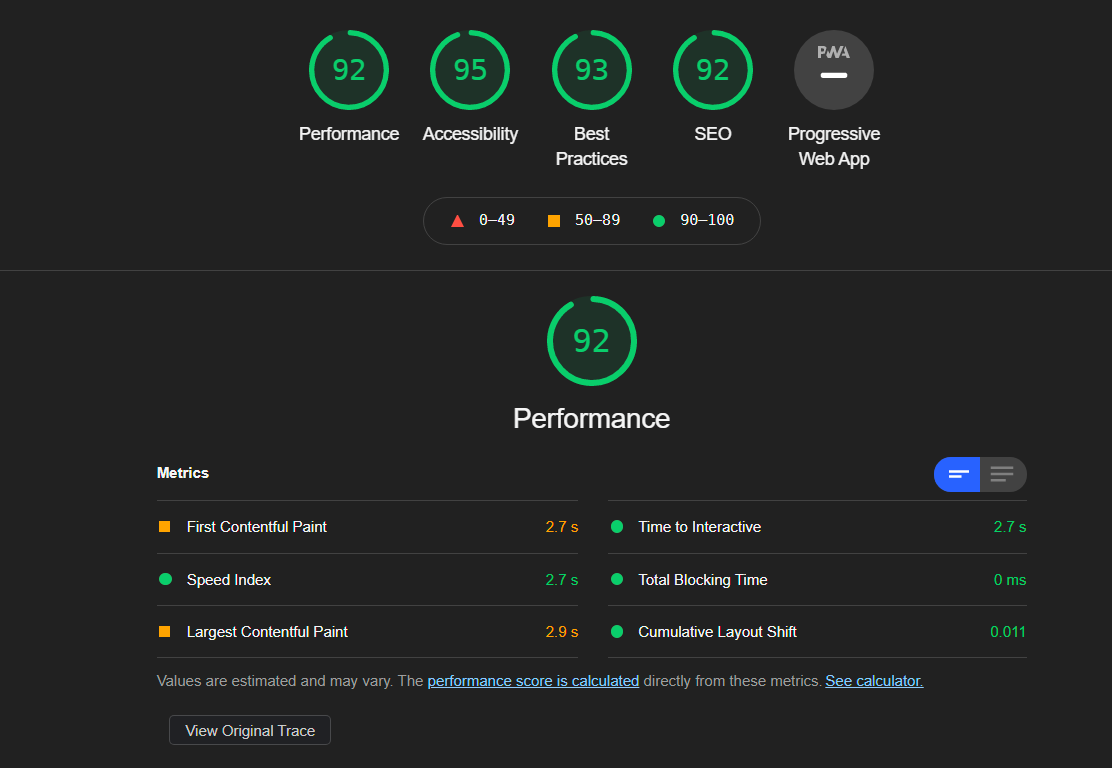 92 95 93 92 PWA
Performance Accessibility Best Practices SEO Progressive Web App
0–49 50–89 90–100
92
Performance
Metrics
First Contentful Paint 2.7 s
Time to Interactive 2.7 s
Speed Index 2.7 s
Total Blocking Time 0 ms
Largest Contentful Paint 2.9 s
Cumulative Layout Shift 0.011
Values are estimated and may vary. The performance score is calculated directly from these metrics. See calculator.
View Original Trace